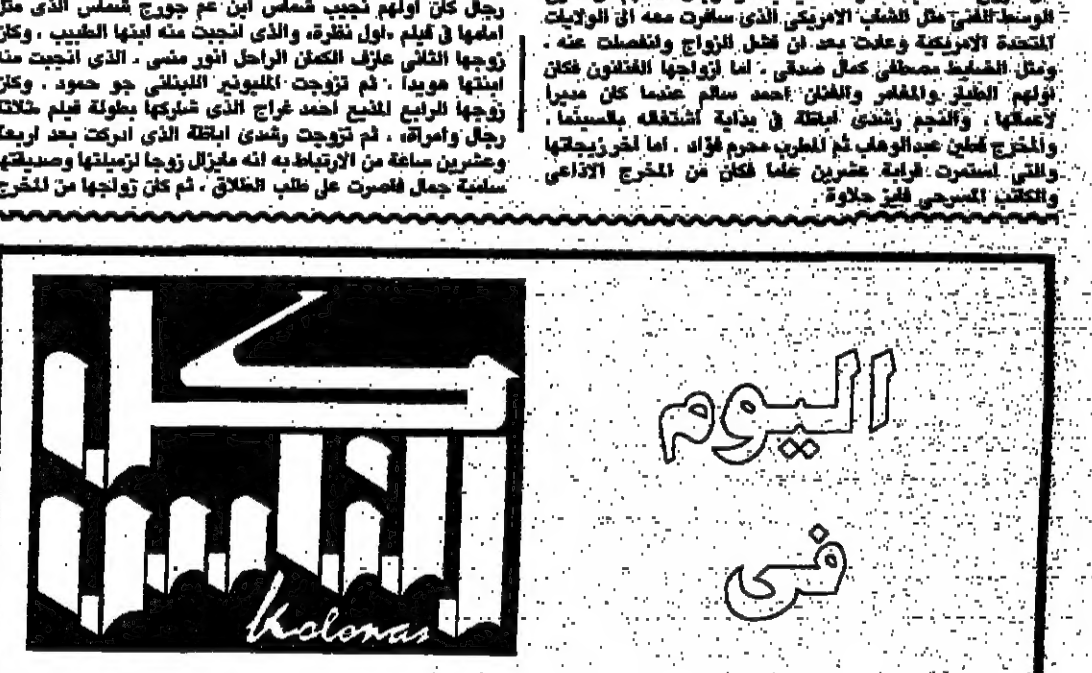 الوسط الفني مثل الشاب الامريكى الذى سافرت معه الى الولايات
المتحدة الامريكية وعادت بعد ان فشل الزواج وانفصلت عنه .
ومثل الضابط مصطفى كمال صدقى . اما ازواجها الفنانون فكان
اولهم الطيار والمغامر والفنان احمد سالم عندما كان مديرا
لاعمالها . والنجم رشدى اباظة فى بداية اشتغاله بالسينما .
والمخرج فطين عبدالوهاب ثم المطرب محرم فؤاد . اما اخر زيجاتها
والتى استمرت قرابة عشرين عاما فكان من المخرج الاذاعى
والكاتب المسرحى فايز حلاوة .
رجال كان اولهم نجيب شماس ابن عم جورج شماس الذى مثل
امامها فى فيلم «اول نظرة» والذى انجبت منه ابنها الطبيب . وكان
زوجها الثانى عازف الكمان الراحل انور منسى . الذى انجبت منه
ابنتها هويدا . ثم تزوجت المليونير اللبنانى جو حمود . وكان
زوجها الرابع المذيع احمد فراج الذى شاركها بطولة فيلم «ثلاثة
رجال وامراة» . ثم تزوجت رشدى اباظة الذى ادركت بعد اربعة
وعشرين ساعة من الارتباط به انه مايزال زوجا لزميلتها وصديقتها
سامية جمال فاصرت على طلب الطلاق . ثم كان زواجها من المخرج
اليوم
فى
Kolonas